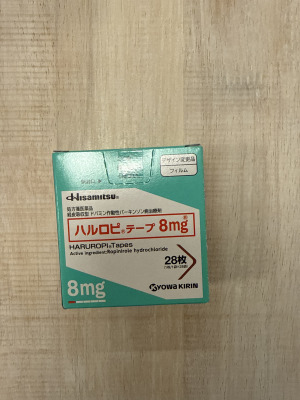 デザイン変更品
フィルム
Hisamitsu®
処方箋医薬品
経皮吸収型 ドパミン作動性パーキンソン病治療剤
ハルロピ®テープ 8mg
HARUROPI®Tapes
Active ingredient/Ropinirole hydrochloride
28枚
8mg
Kyowa KIRIN